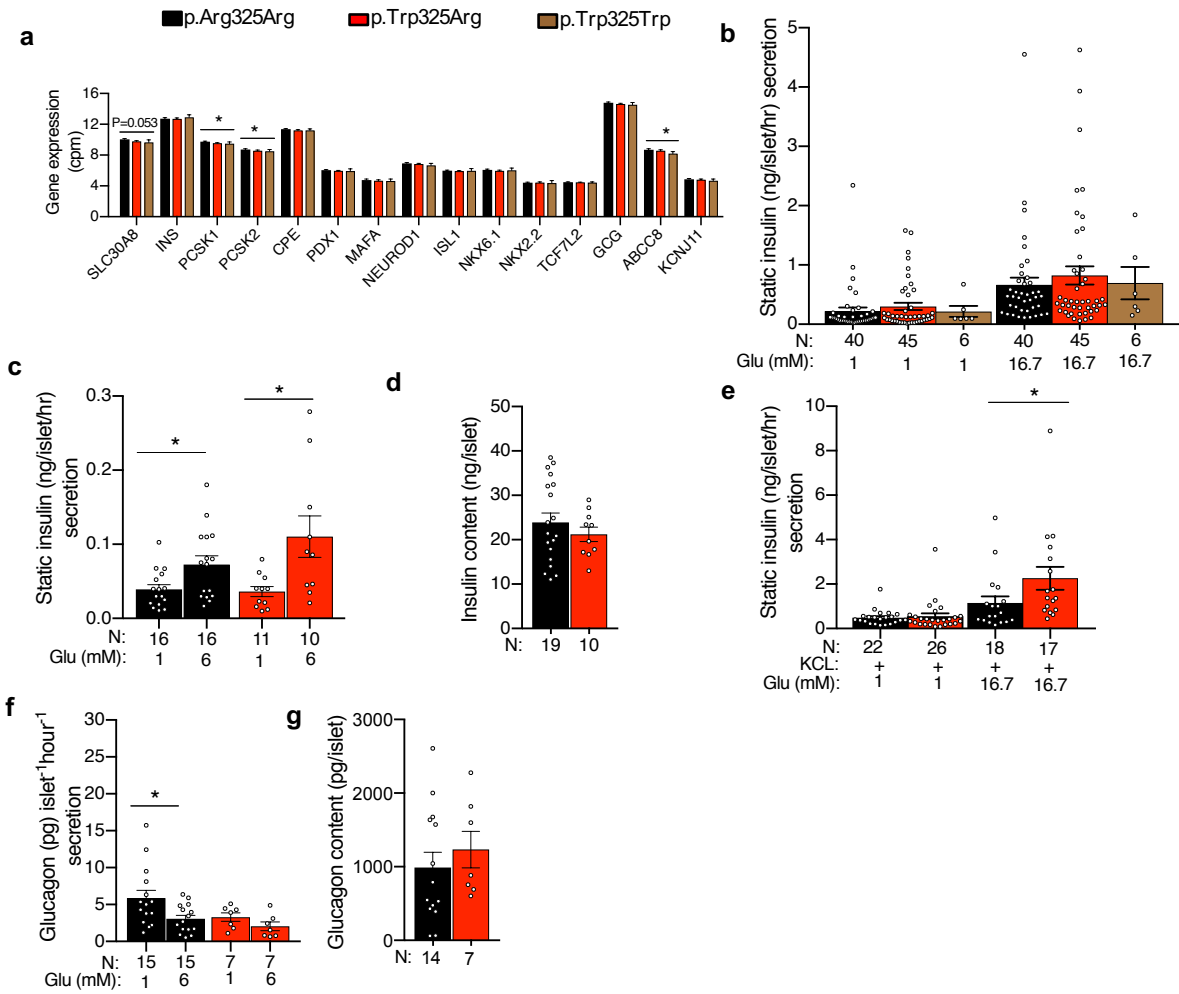 p.Arg325Arg p.Trp325Arg p.Trp325Trp
a
Gene expression
(cpm)
16
12
8
4
0
P=0.053
*
*
*
SLC30A8 INS PCSK1 PCSK2 CPE PDX1 MAFA NEUROD1 ISL1 NKX6.1 NKX2.2 TCF7L2 GCG ABCC8 KCNJ11
b
Static insulin (ng/islet/hr) secretion
5
4
3
2
1
0
N: 40 45 6 40 45 6
Glu (mM): 1 1 1 16.7 16.7 16.7
c
Static insulin (ng/islet/hr)
secretion
0.3
0.2
0.1
0.0
*
*
N: 16 16 11 10
Glu (mM): 1 6 1 6
d
Insulin content (ng/islet)
50
40
30
20
10
0
N: 19 10
e
Static insulin (ng/islet/hr)
secretion
10
8
6
4
2
0
*
N: 22 26 18 17
KCL: + + + +
Glu (mM): 1 1 16.7 16.7
f
Glucagon (pg) islet-1hour-1
secretion
30
25
20
15
10
5
0
*
N: 15 15 7 7
Glu (mM): 1 6 1 6
g
Glucagon content (pg/islet)
3000
2000
1000
0
N: 14 7